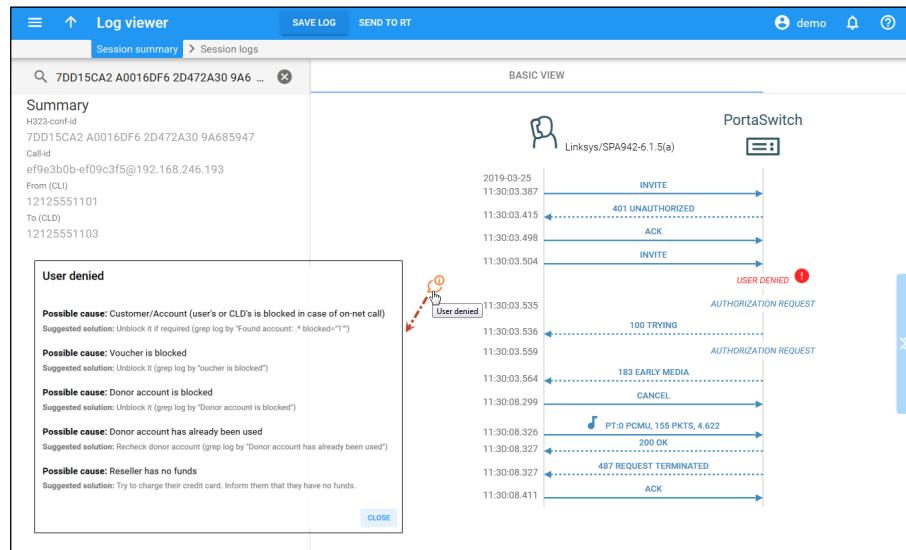 Log viewer
SAVE LOG
SEND TO RT
demo
Session summary
Session logs
7DD15CA2 A0016DF6 2D472A30 9A6 ...
BASIC VIEW
Summary
H323-conf-id
7DD15CA2 A0016DF6 2D472A30 9A685947
Call-id
ef9e3b0b-ef09c3f5@192.168.246.193
From (CLI)
12125551101
To (CLD)
12125551103
User denied
Possible cause: Customer/Account (user's or CLD's is blocked in case of on-net call)
Suggested solution: Unblock it if required (grep log by "Found account: .* blocked="1"")
Possible cause: Voucher is blocked
Suggested solution: Unblock it (grep log by "oucher is blocked")
Possible cause: Donor account is blocked
Suggested solution: Unblock it (grep log by "Donor account is blocked")
Possible cause: Donor account has already been used
Suggested solution: Recheck donor account (grep log by "Donor account has already been used")
Possible cause: Reseller has no funds
Suggested solution: Try to charge their credit card. Inform them that they have no funds.
CLOSE
User denied
Linksys/SPA942-6.1.5(a)
PortaSwitch
2019-03-25
11:30:03.387 INVITE
11:30:03.415 401 UNAUTHORIZED
11:30:03.498 ACK
11:30:03.504 INVITE
USER DENIED
11:30:03.535 AUTHORIZATION REQUEST
11:30:03.536 100 TRYING
11:30:03.559 AUTHORIZATION REQUEST
11:30:03.564 183 EARLY MEDIA
11:30:08.299 CANCEL
11:30:08.326 PT:0 PCMU, 155 PKTS, 4.622
11:30:08.327 200 OK
11:30:08.327 487 REQUEST TERMINATED
11:30:08.411 ACK